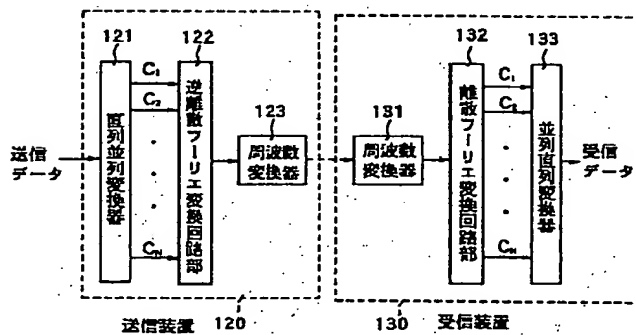 121
122
C₁
C₂
C_N
直列並列変換器
逆離散フーリエ変換回路部
123
周波数
変換器
送信
データ
送信装置
120
131
周波数
変換器
132
133
C₁
C₂
C_N
離散フーリエ変換回路部
並列直列変換器
受信
データ
130
受信装置